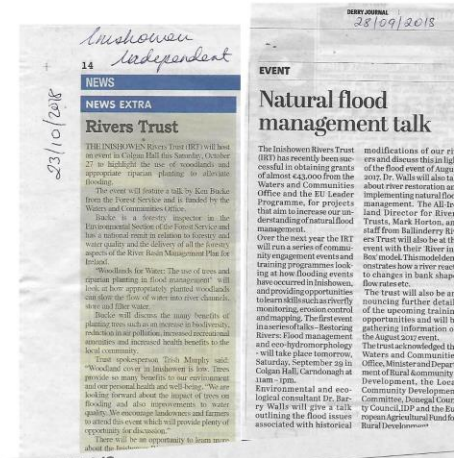 Inishowen
Independent
23/10/2018
14
NEWS
NEWS EXTRA
Rivers Trust
THE INISHOWEN Rivers Trust (IRT) will host
an event in Colgan Hall this Saturday, October
27 to highlight the use of woodlands and
appropriate riparian planting to alleviate
flooding.
The event will feature a talk by Ken Bucke
from the Forest Service and is funded by the
Waters and Communities Office.
Bucke is a forestry inspector in the
Environmental Section of the Forest Service and
has a national remit in relation to forestry and
water quality and the delivery of all the forestry
aspects of the River Basin Management Plan for
Ireland.
"Woodlands for Water: The use of trees and
riparian planting in flood management" will
look at how appropriately planted woodlands
can slow the flow of water into river channels,
store and filter water.
Bucke will discuss the many benefits of
planting trees such as an increase in biodiversity,
reduction in air pollution, increased recreational
amenities and increased health benefits to the
local community.
Trust spokesperson Trish Murphy said:
"Woodland cover in Inishowen is low. Trees
provide so many benefits to our environment
and our personal health and well-being. "We are
looking forward about the impact of trees on
flooding and also improvements to water
quality. We encourage landowners and farmers
to attend this event which will provide plenty of
opportunity for discussion."
There will be an opportunity to learn more
about the Inishowen
DERRY JOURNAL
28/09/2018
EVENT
Natural flood
management talk
The Inishowen Rivers Trust
(IRT) has recently been suc-
cessful in obtaining grants
of almost €43,000 from the
Waters and Communities
Office and the EU Leader
Programme, for projects
that aim to increase our un-
derstanding of natural flood
management.
Over the next year the IRT
will run a series of commu-
nity engagement events and
training programmes look-
ing at how flooding events
have occurred in Inishowen,
and providing opportunities
to learn skills such as riverfly
monitoring, erosion control
and mapping. The first event
in a series of talks – Restoring
Rivers: Flood management
and eco-hydromorphology
- will take place tomorrow,
Saturday, September 29 in
Colgan Hall, Carndonagh at
11am - 1pm.
Environmental and eco-
logical consultant Dr. Bar-
ry Walls will give a talk
outlining the flood issues
associated with historical
modifications of our ri
ers and discuss this in ligh
of the flood event of Augu
2017. Dr. Walls will also ta
about river restoration an
implementing natural floo
management. The All-Ire
land Director for River
Trusts, Mark Horton, an
staff from Ballinderry Ri
ers Trust will also be at th
event with their 'River in
Box' model. This model den
onstrates how a river react
to changes in bank shap
flow rates etc.
The trust will also be an
nouncing further detail
of the upcoming trainin
opportunities and will b
gathering information o
the August 2017 event.
The trust acknowledged th
Waters and Communitie
Office, Minister and Depar
ment of Rural &ommunity
Development, the Loca
Community Developmen
Committee, Donegal Coun
ty Council, IDP and the Eu
ropean Agricultural Fund fo
Rural Development